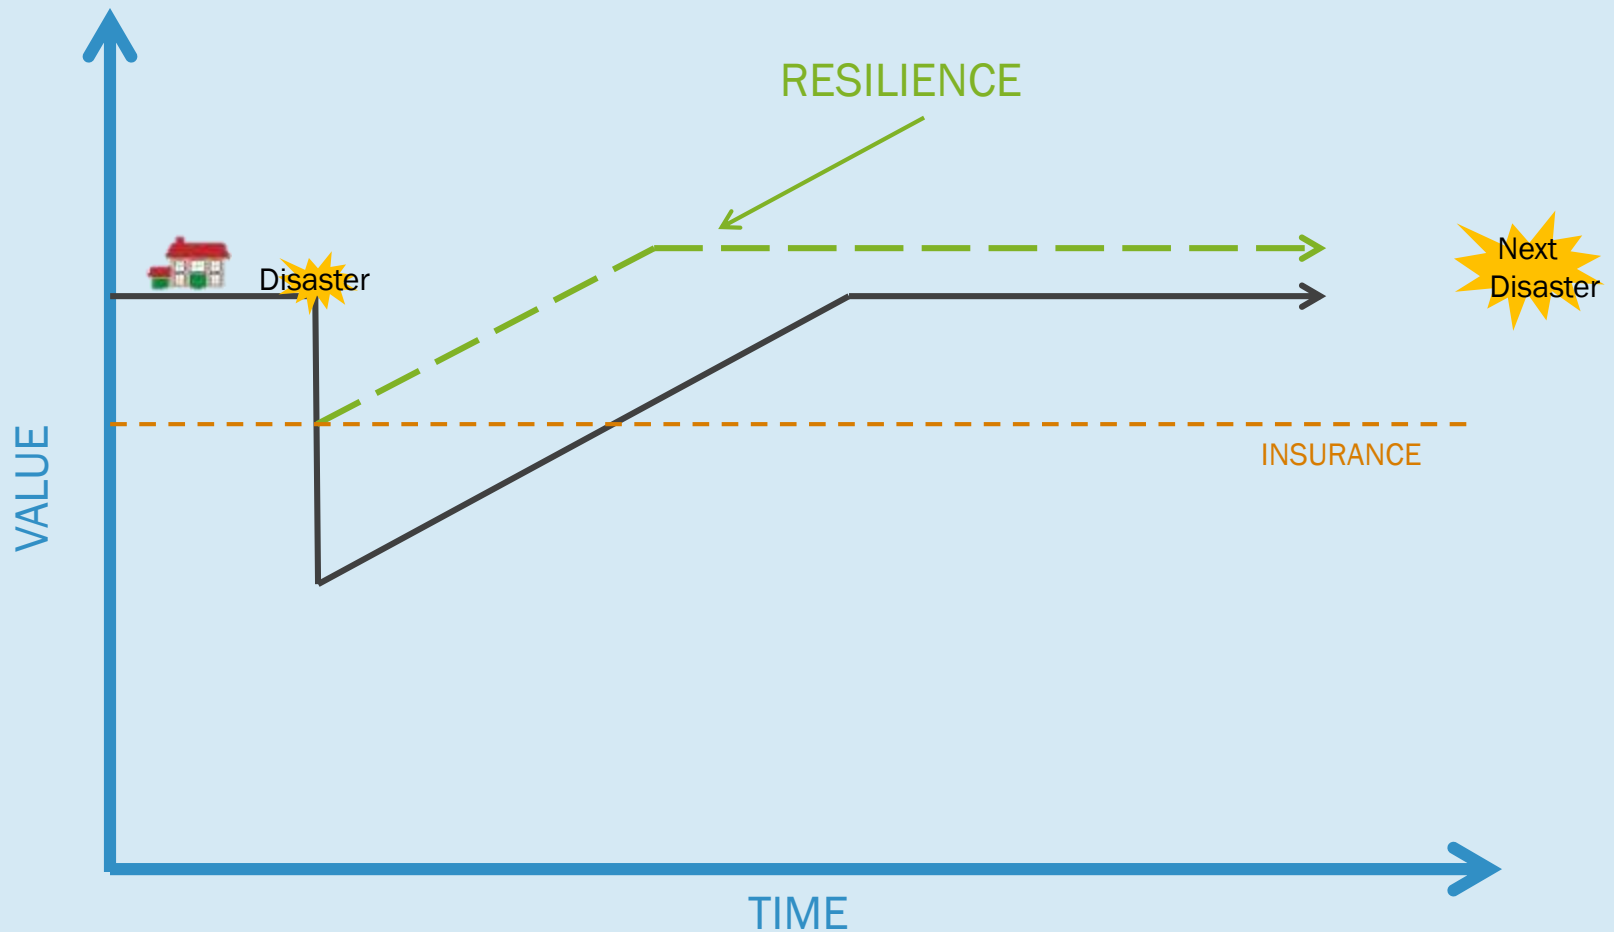 RESILIENCE
Disaster
Next
Disaster
INSURANCE
VALUE
TIME